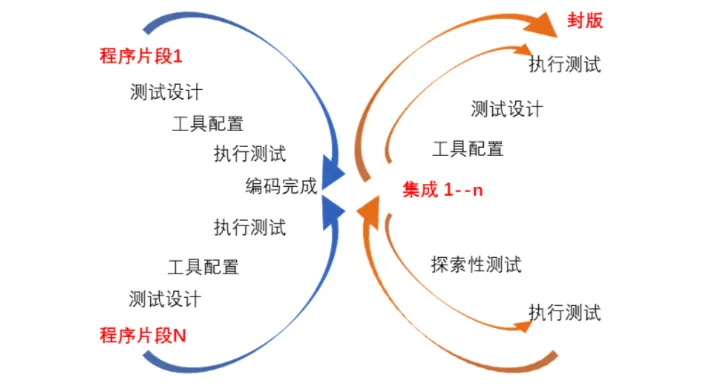 程序片段1
测试设计
工具配置
执行测试
编码完成
执行测试
工具配置
测试设计
程序片段N
封版
执行测试
测试设计
工具配置
集成 1--n
探索性测试
执行测试